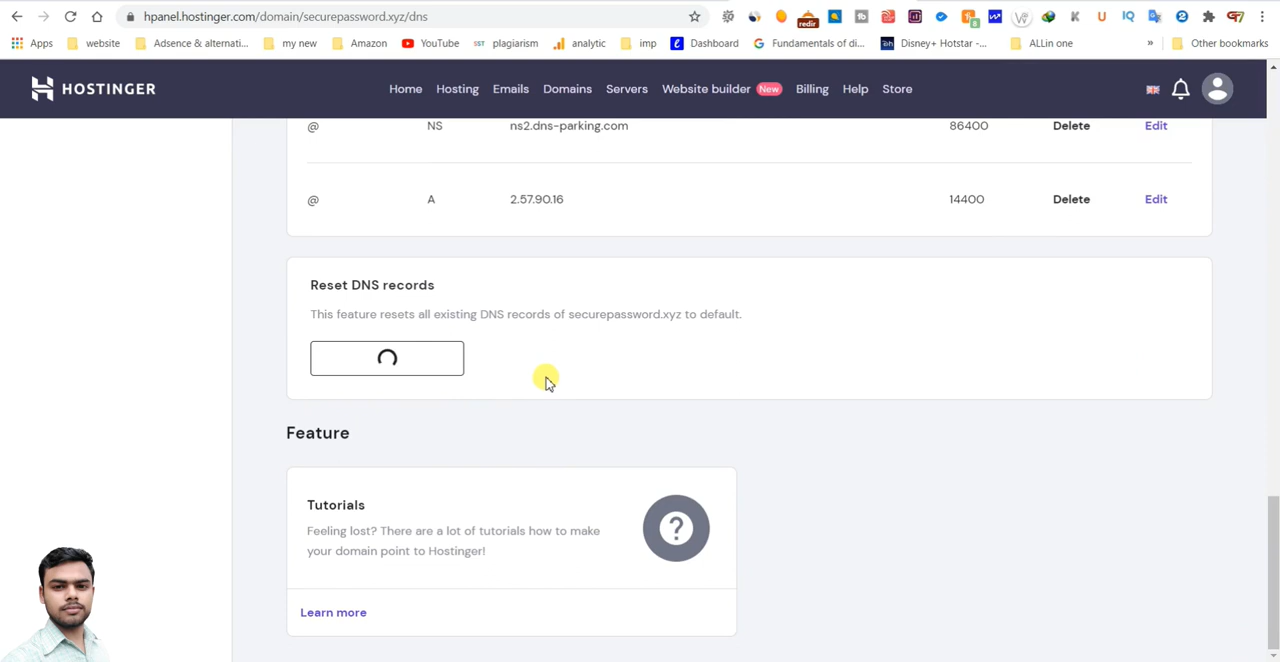 hpanel.hostinger.com/domain/securepassword.xyz/dns
redir
8
Apps website Adsence & alternati... my new Amazon YouTube SST plagiarism analytic imp Dashboard Fundamentals of di... Disney+ Hotstar -... ALLin one » Other bookmarks
HOSTINGER Home Hosting Emails Domains Servers Website builder New Billing Help Store
@ NS ns2.dns-parking.com 86400 Delete Edit
@ A 2.57.90.16 14400 Delete Edit
Reset DNS records
This feature resets all existing DNS records of securepassword.xyz to default.
Feature
Tutorials
Feeling lost? There are a lot of tutorials how to make
your domain point to Hostinger!
?
Learn more